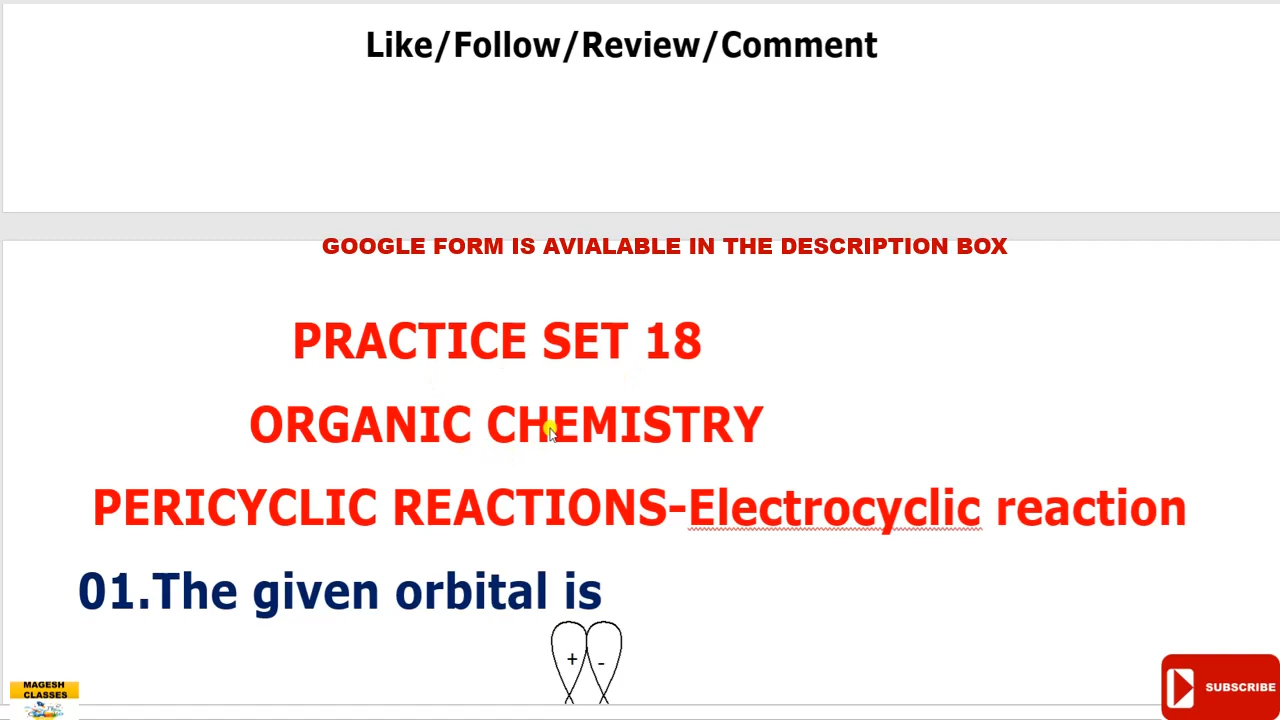 Like/Follow/Review/Comment
GOOGLE FORM IS AVIALABLE IN THE DESCRIPTION BOX
PRACTICE SET 18
ORGANIC CHEMISTRY
PERICYCLIC REACTIONS-Electrocyclic reaction
01.The given orbital is
+ -
MAGESH
CLASSES
SUBSCRIBE